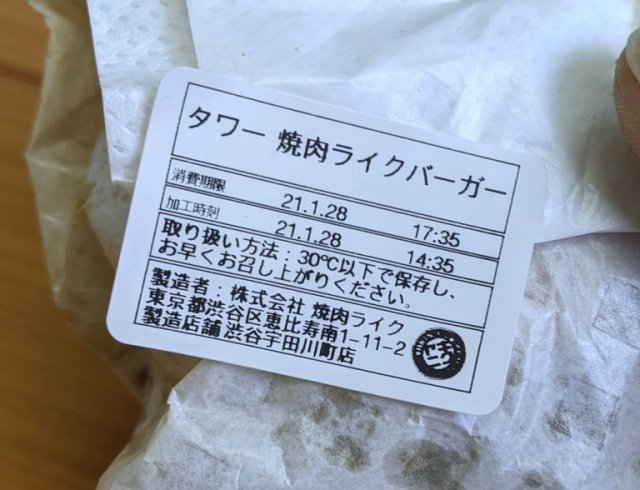 タワー 焼肉ライクバーガー
消費期限 21.1.28 17:35
加工時刻 21.1.28 14:35
取り扱い方法：30℃以下で保存し、
お早くお召し上がりください。
製造者：株式会社 焼肉ライク
東京都渋谷区恵比寿南1-11-2
製造店舗 渋谷宇田川町店